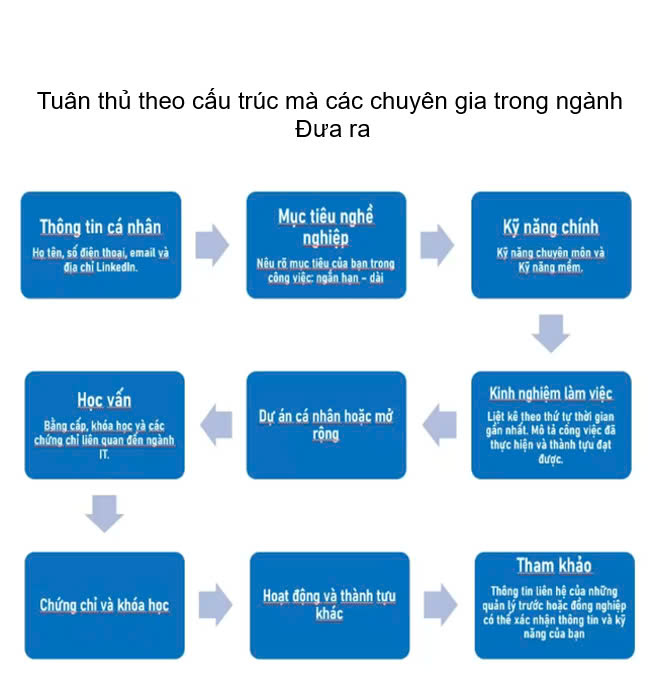 Tuân thủ theo cấu trúc mà các chuyên gia trong ngành
Đưa ra
Thông tin cá nhân
Họ tên, số điện thoại, email và
địa chỉ LinkedIn.
Mục tiêu nghề
nghiệp
Nêu rõ mục tiêu của bạn trong
công việc: ngắn hạn – dài
Kỹ năng chính
Kỹ năng chuyên môn và
Kỹ năng mềm.
Kinh nghiệm làm việc
Liệt kê theo thứ tự thời gian
gần nhất. Mô tả công việc đã
thực hiện và thành tựu đạt
được.
Dự án cá nhân hoặc mở
rộng
Học vấn
Bằng cấp, khóa học và các
chứng chỉ liên quan đến ngành
IT.
Chứng chỉ và khóa học
Hoạt động và thành tựu
khác
Tham khảo
Thông tin liên hệ của những
quản lý trước hoặc đồng nghiệp
có thể xác nhận thông tin và kỹ
năng của bạn